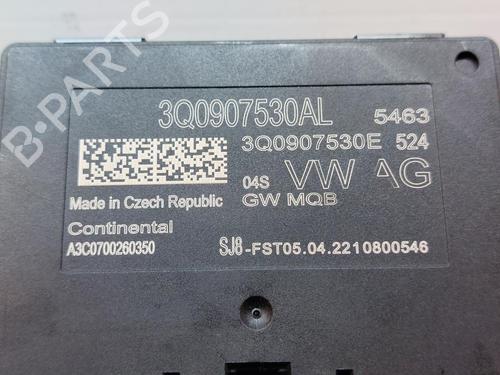 3Q0907530AL 5463
3Q0907530E 524
04S VW AG
Made in Czech Republic GW MQB
Continental
A3C0700260350 SJ8-FST05.04.2210800546
B-PARTS